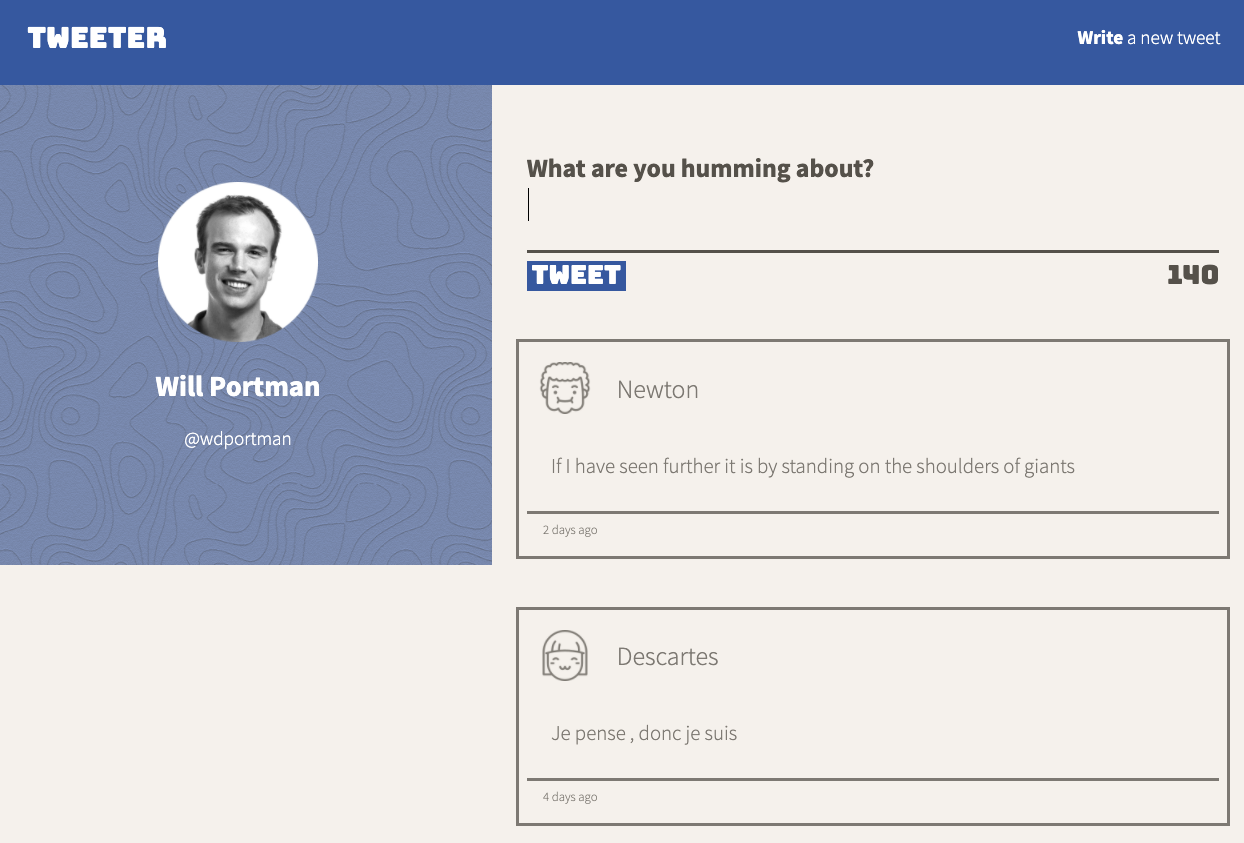 TWEETER
Write a new tweet
Will Portman
@wdportman
What are you humming about?
TWEET
140
Newton
If I have seen further it is by standing on the shoulders of giants
2 days ago
Descartes
Je pense , donc je suis
4 days ago